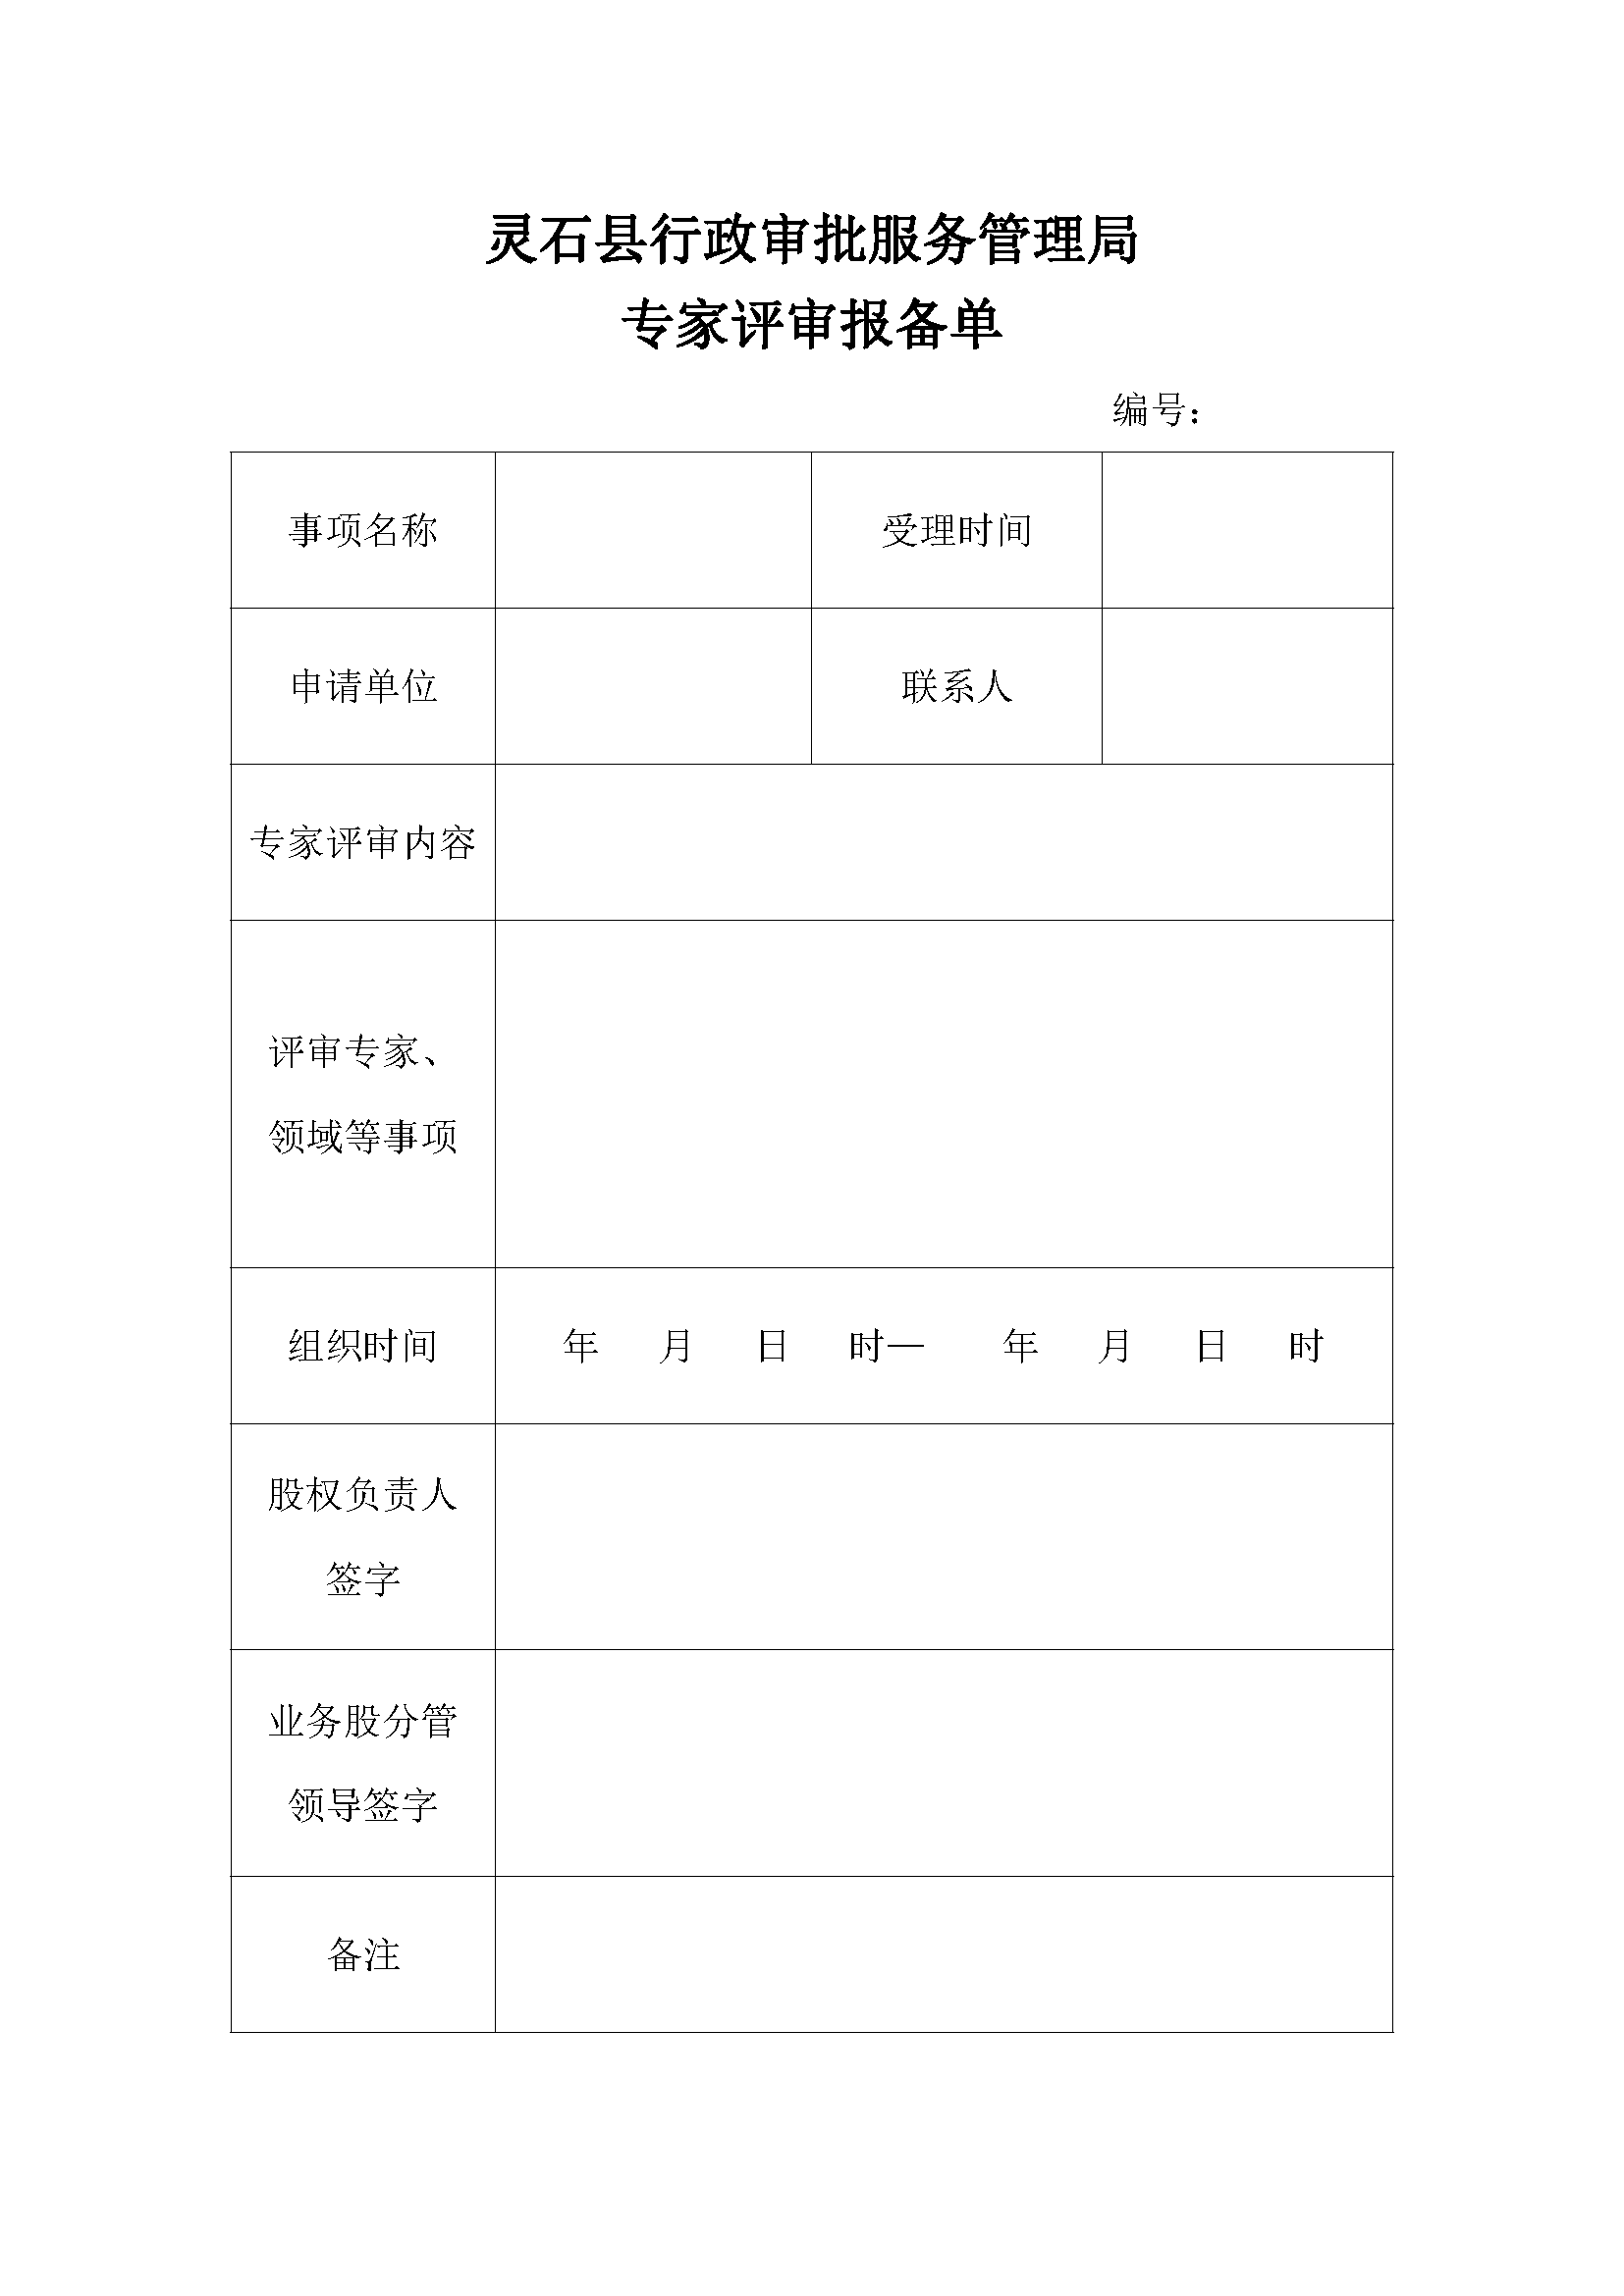 灵石县行政审批服务管理局
专家评审报备单
编号：
事项名称
受理时间
申请单位
联系人
专家评审内容
评审专家、
领域等事项
组织时间
年 月 日 时— 年 月 日 时
股权负责人
签字
业务股分管
领导签字
备注